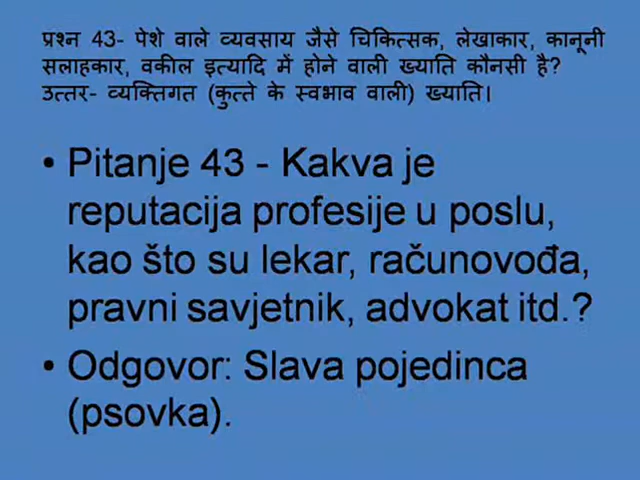 प्रश्न 43- पेशे वाले व्यवसाय जैसे चिकित्सक, लेखाकार, कानूनी
सलाहकार, वकील इत्यादि में होने वाली ख्याति कौनसी है?
उत्तर- व्यक्तिगत (कुत्ते के स्वभाव वाली) ख्याति।
• Pitanje 43 - Kakva je
reputacija profesije u poslu,
kao što su lekar, računovođa,
pravni savjetnik, advokat itd.?
• Odgovor: Slava pojedinca
(psovka).